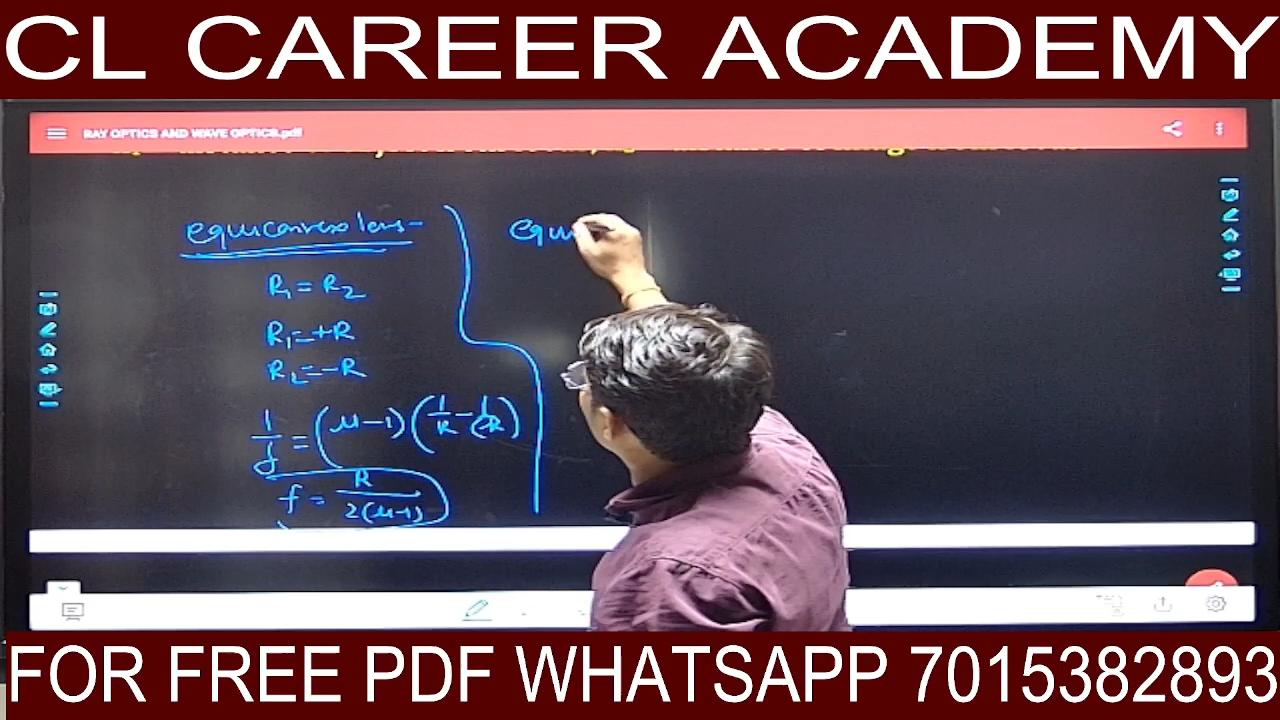 CL CAREER ACADEMY
RAY OPTICS AND WAVE OPTICS.pdf
equiconvex lens-
R₁ = R₂
R₁ = +R
R₂ = -R
1/f = (μ-1)(1/R - 1/(-R))
f = R/2(μ-1)
equ
FOR FREE PDF WHATSAPP 7015382893